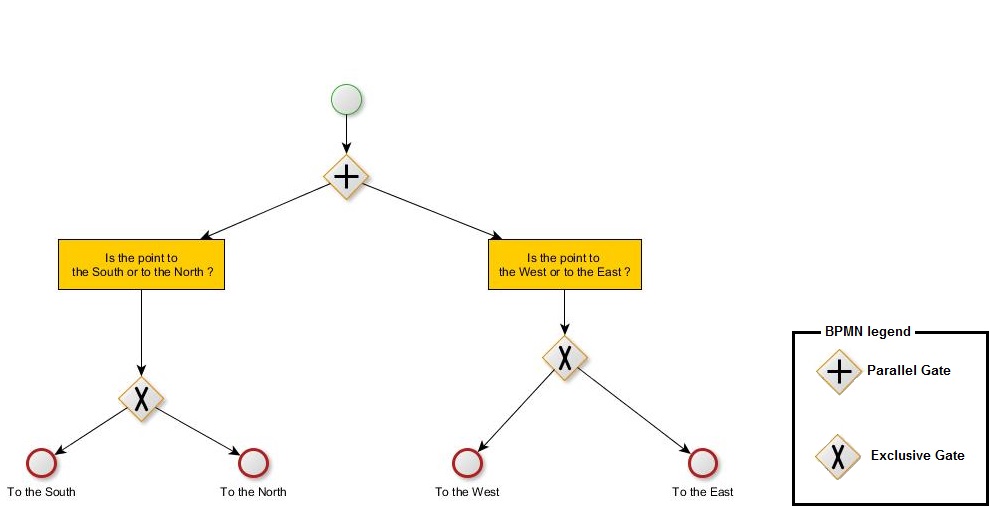 Is the point to
the South or to the North ?
Is the point to
the West or to the East ?
To the South
To the North
To the West
To the East
BPMN legend
Parallel Gate
Exclusive Gate